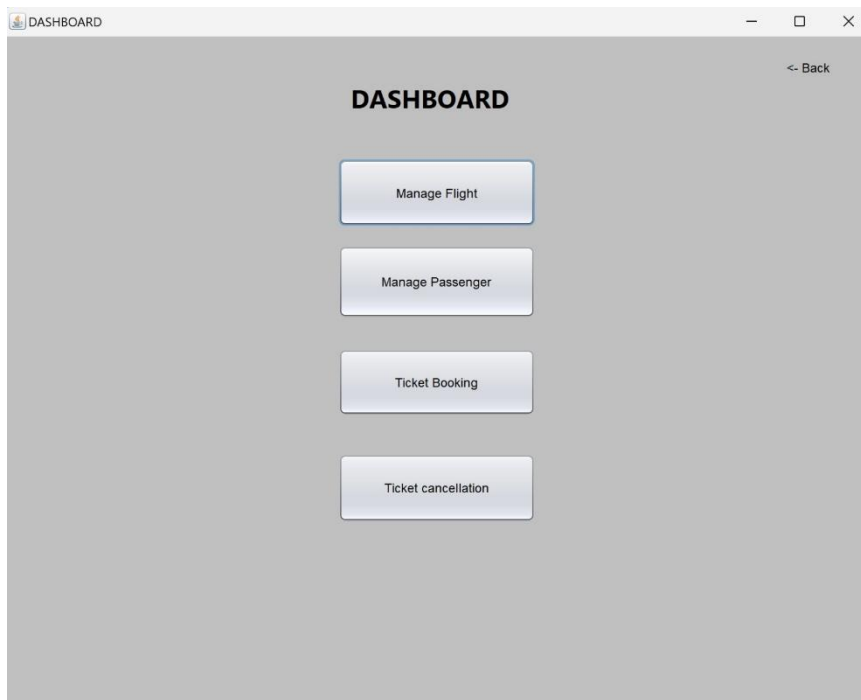 DASHBOARD
<- Back
DASHBOARD
Manage Flight
Manage Passenger
Ticket Booking
Ticket cancellation